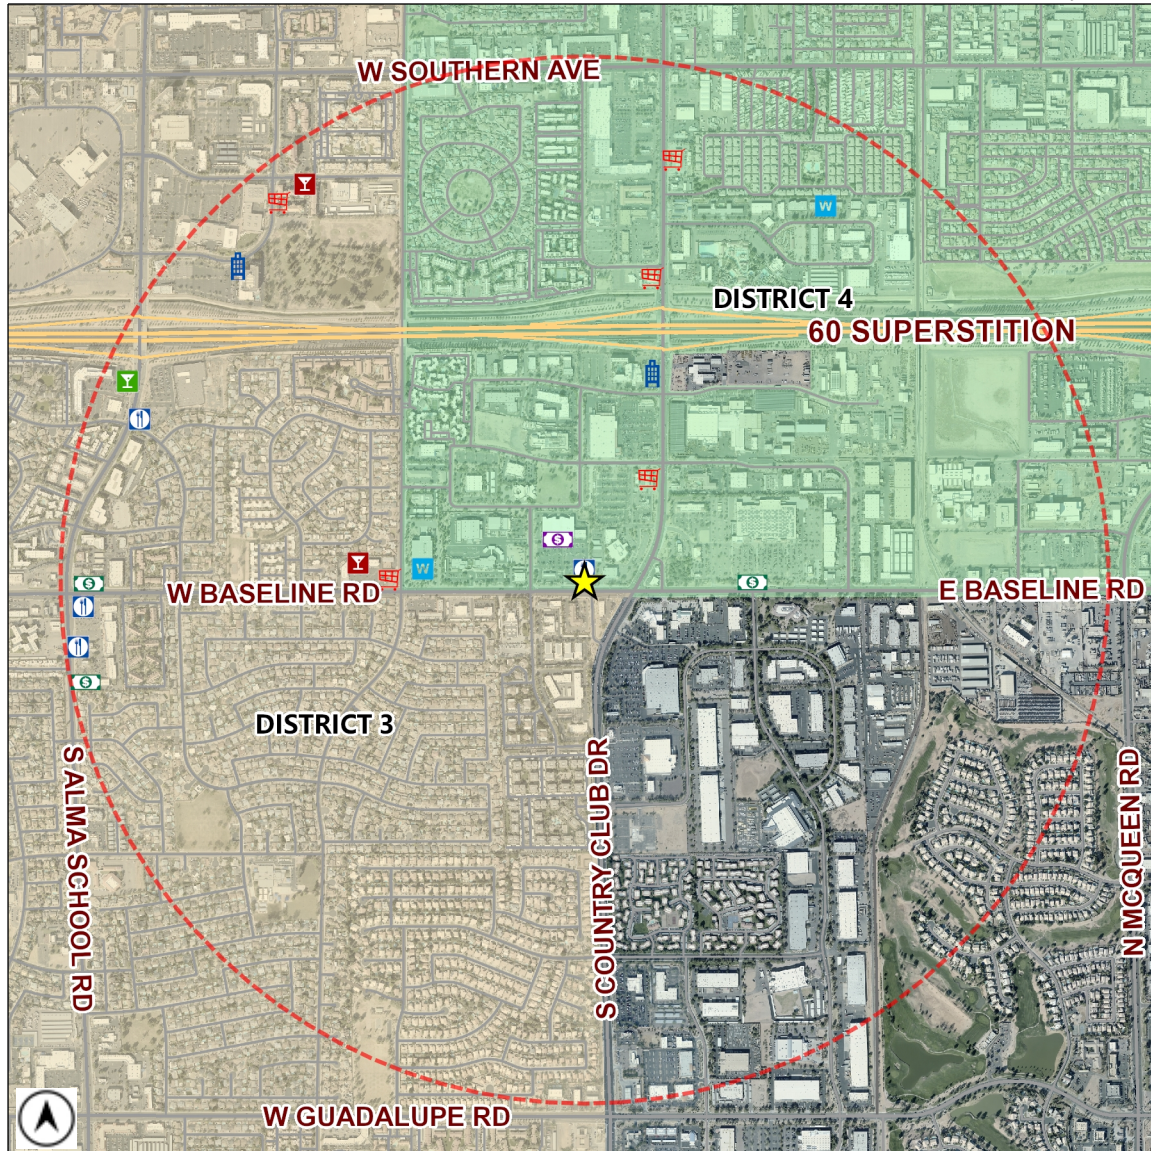 W SOUTHERN AVE
W
DISTRICT 4
60 SUPERSTITION
$
W
$
$
W BASELINE RD
E BASELINE RD
$
DISTRICT 3
S ALMA SCHOOL RD
S COUNTRY CLUB DR
N MCQUEEN RD
W GUADALUPE RD